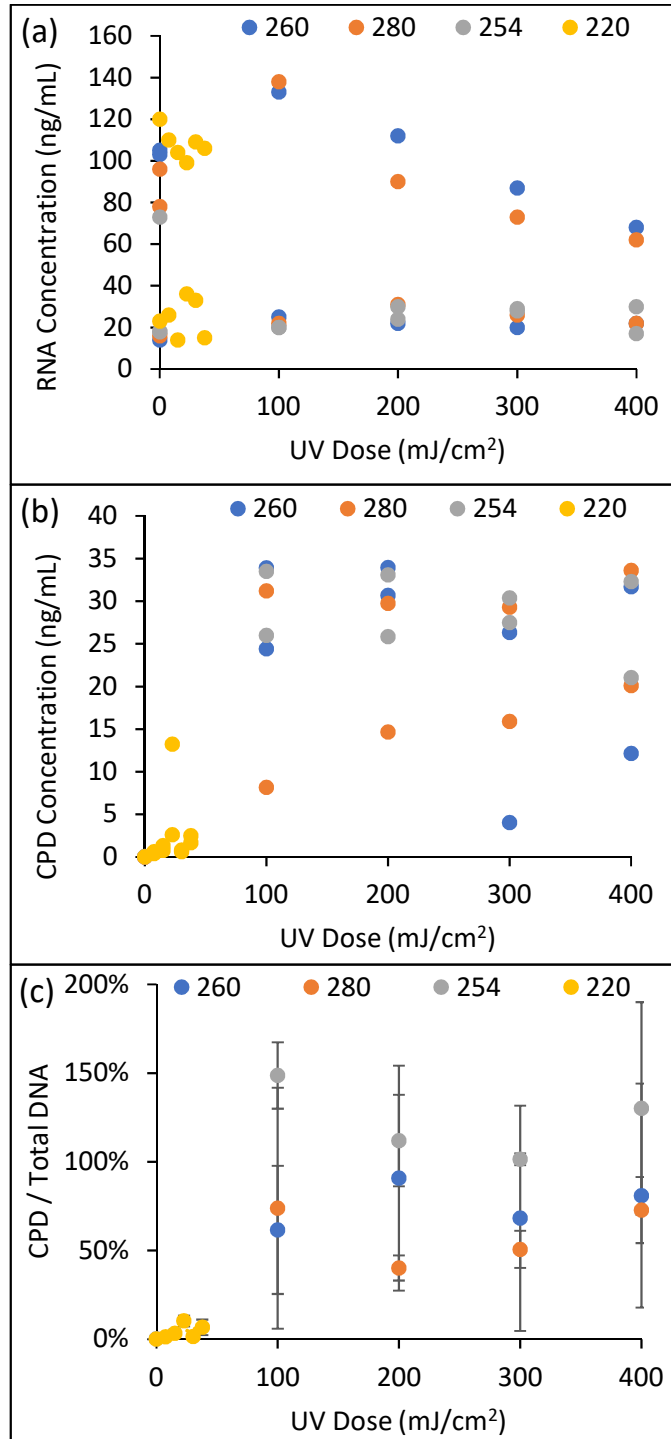 (a)
260 280 254 220
160
140
120
100
80
60
40
20
0
RNA Concentration (ng/mL)
0 100 200 300 400
UV Dose (mJ/cm²)
(b)
260 280 254 220
40
35
30
25
20
15
10
5
0
CPD Concentration (ng/mL)
0 100 200 300 400
UV Dose (mJ/cm²)
(c)
260 280 254 220
200%
150%
100%
50%
0%
CPD / Total DNA
0 100 200 300 400
UV Dose (mJ/cm²)